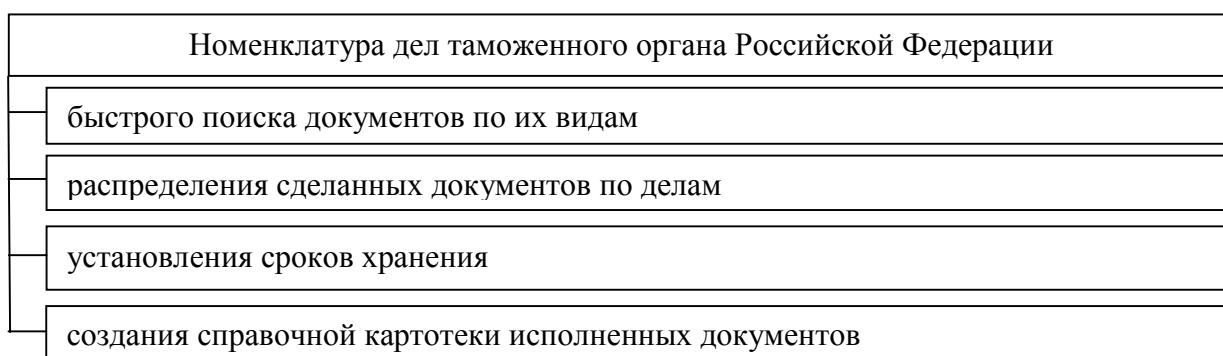 Номенклатура дел таможенного органа Российской Федерации
быстрого поиска документов по их видам
распределения сделанных документов по делам
установления сроков хранения
создания справочной картотеки исполненных документов